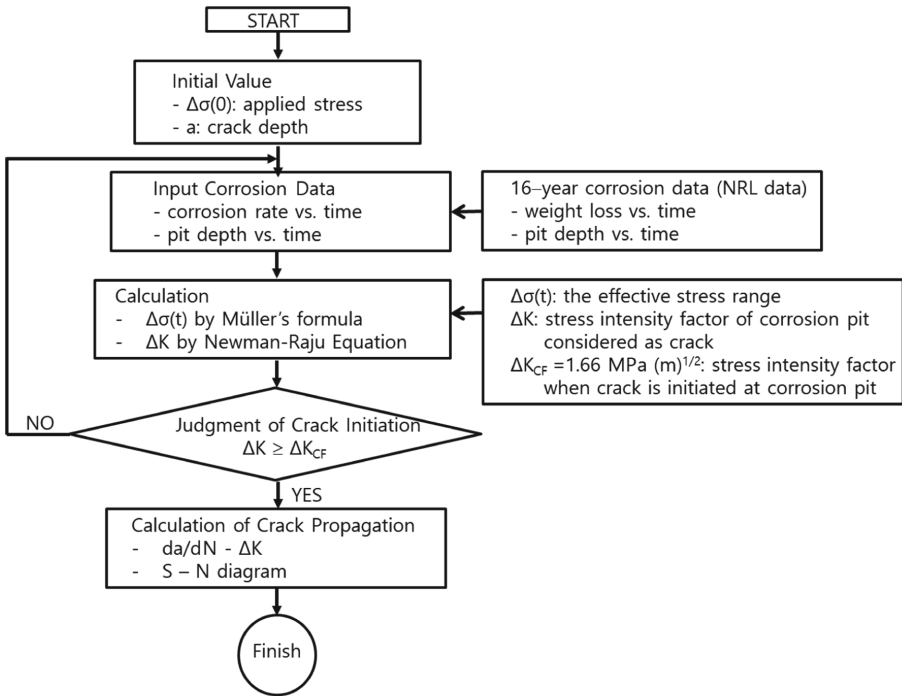 START
Initial Value
- Δσ(0): applied stress
- a: crack depth
Input Corrosion Data
- corrosion rate vs. time
- pit depth vs. time
16–year corrosion data (NRL data)
- weight loss vs. time
- pit depth vs. time
Calculation
- Δσ(t) by Müller's formula
- ΔK by Newman-Raju Equation
Δσ(t): the effective stress range
ΔK: stress intensity factor of corrosion pit
considered as crack
ΔK_CF =1.66 MPa (m)^1/2: stress intensity factor
when crack is initiated at corrosion pit
NO
Judgment of Crack Initiation
ΔK ≥ ΔK_CF
YES
Calculation of Crack Propagation
- da/dN - ΔK
- S – N diagram
Finish